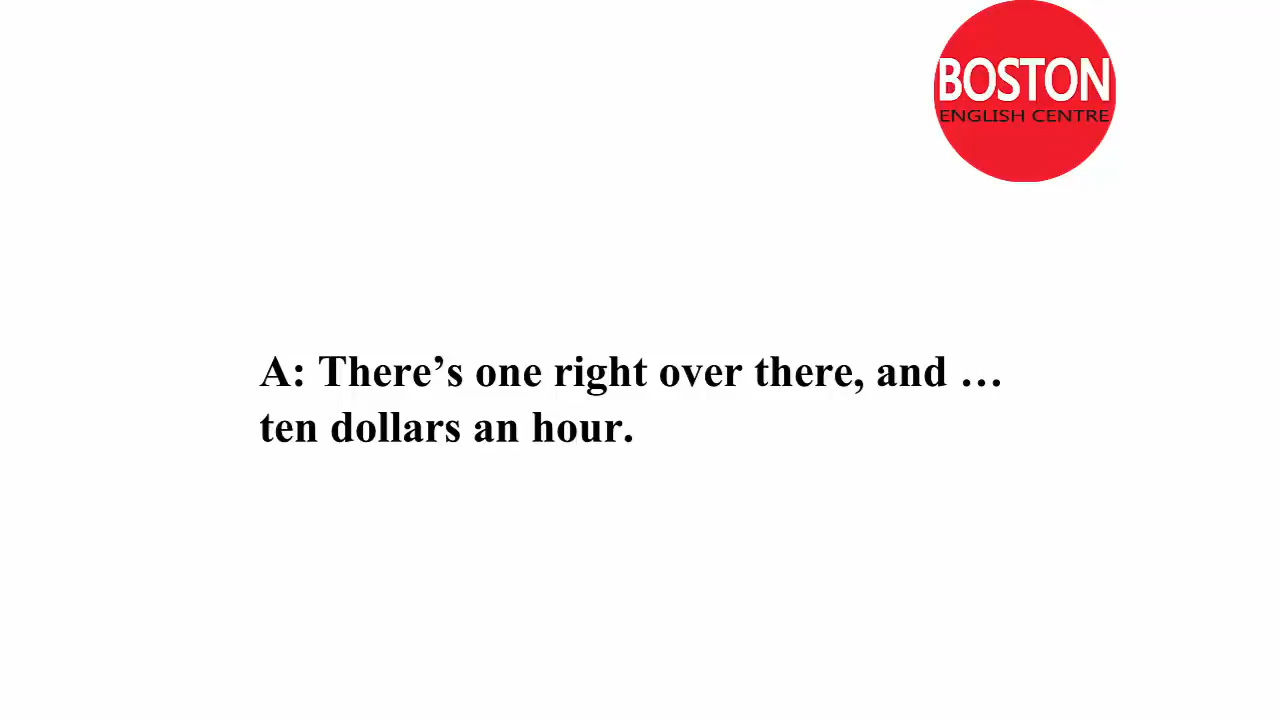 BOSTON
ENGLISH CENTRE
A: There’s one right over there, and …
ten dollars an hour.